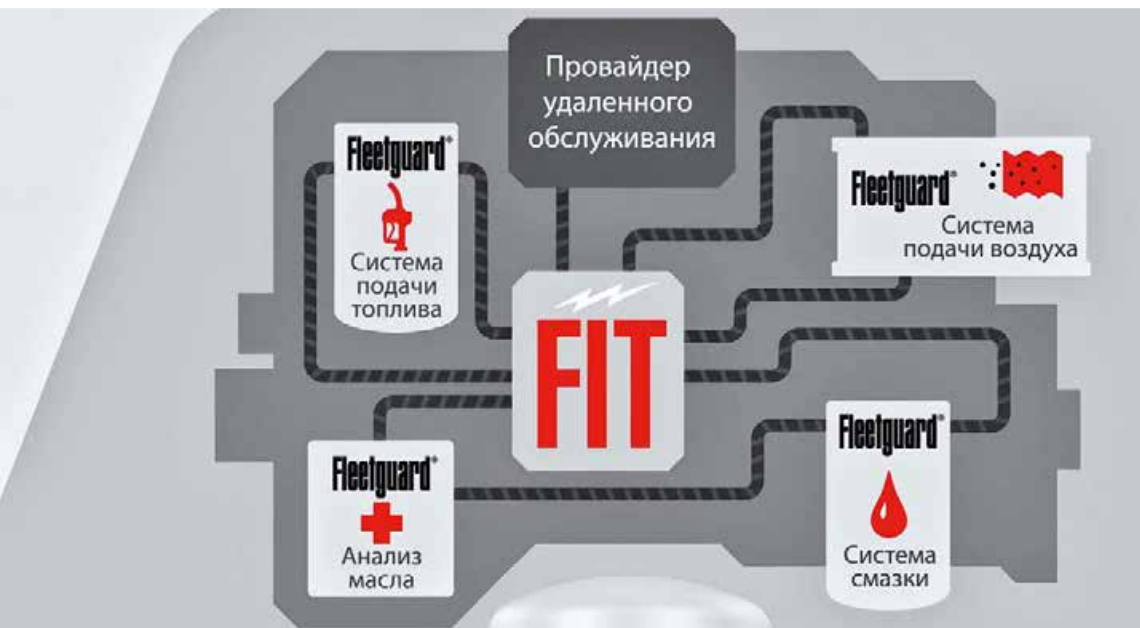 Провайдер
удаленного
обслуживания
Fleetguard®
Система
подачи
топлива
Fleetguard®
Система
подачи воздуха
FIT
Fleetguard®
Анализ
масла
Fleetguard®
Система
смазки